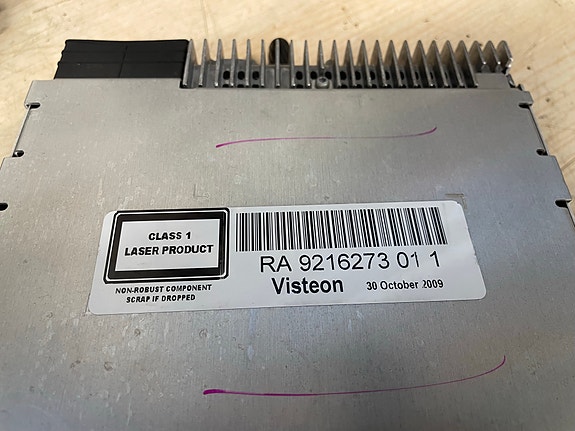 CLASS 1
LASER PRODUCT
NON-ROBUST COMPONENT
SCRAP IF DROPPED
RA 9216273 01 1
Visteon 30 October 2009